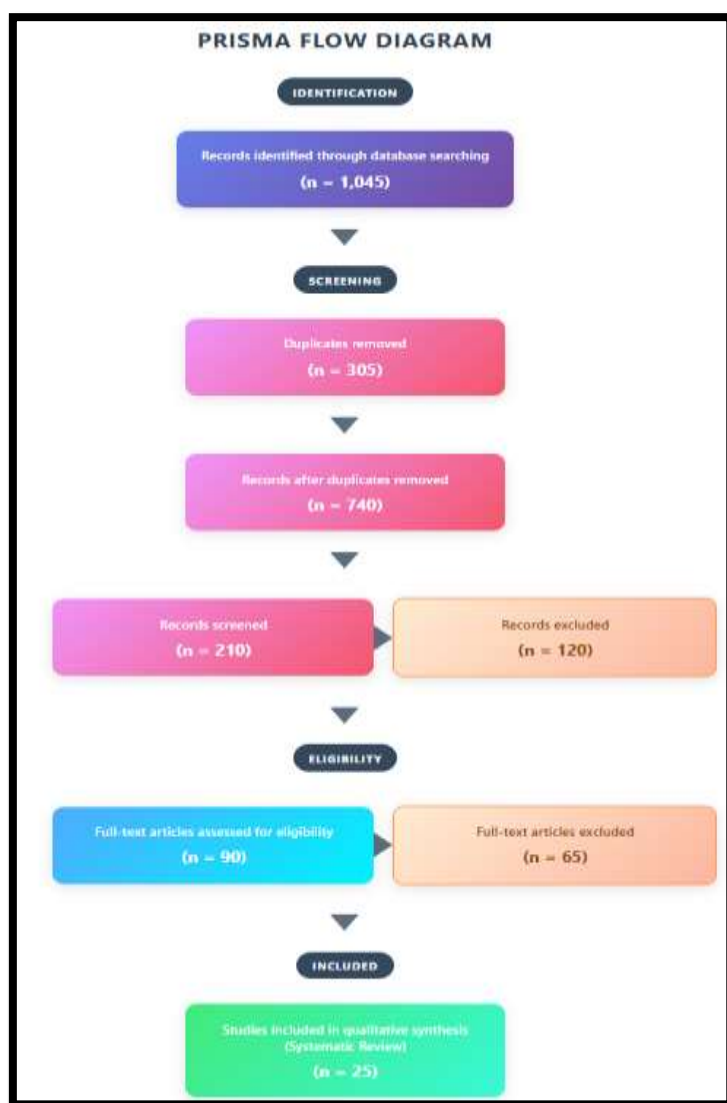 PRISMA FLOW DIAGRAM
IDENTIFICATION
Records identified through database searching
(n = 1,045)
SCREENING
Duplicates removed
(n = 305)
Records after duplicates removed
(n = 740)
Records screened
(n = 210)
Records excluded
(n = 120)
ELIGIBILITY
Full-text articles assessed for eligibility
(n = 90)
Full-text articles excluded
(n = 65)
INCLUDED
Studies included in qualitative synthesis
(Systematic Review)
(n = 25)